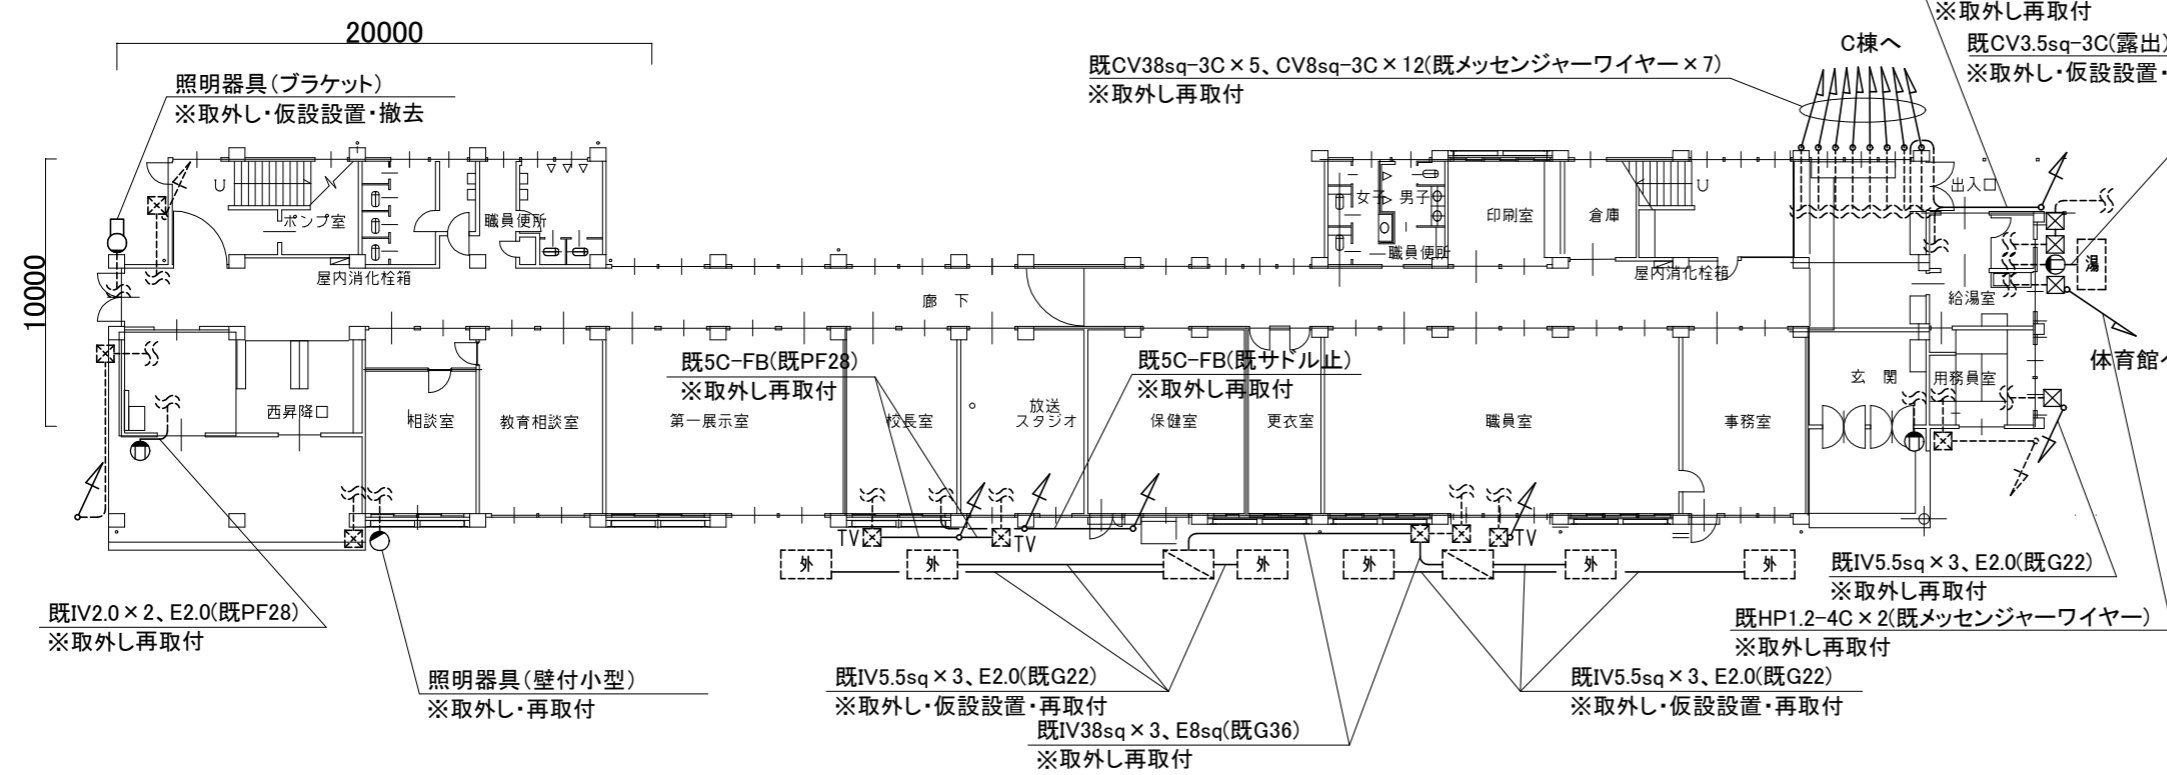 ※取外し再取付
20000
C棟へ
既CV3.5sq-3C(露出)
※取外し・仮設設置・
既CV38sq-3C×5、CV8sq-3C×12(既メッセンジャーワイヤー×7)
※取外し再取付
照明器具(ブラケット)
※取外し・仮設設置・撤去
10000
U
ポンプ室
職員便所
屋内消化栓箱
女子
男子
職員便所
印刷室
倉庫
U
屋内消化栓箱
出入口
湯
給湯室
廊 下
体育館へ
既5C-FB(既PF28)
※取外し再取付
既5C-FB(既サドル止)
※取外し再取付
西昇降口
相談室
教育相談室
第一展示室
校長室
放送
スタジオ
保健室
更衣室
職員室
事務室
玄 関
用務員室
TV
TV
TV
外
外
外
外
外
外
既IV2.0×2、E2.0(既PF28)
※取外し再取付
照明器具(壁付小型)
※取外し・再取付
既IV5.5sq×3、E2.0(既G22)
※取外し・仮設設置・再取付
既IV38sq×3、E8sq(既G36)
※取外し再取付
既IV5.5sq×3、E2.0(既G22)
※取外し・仮設設置・再取付
既IV5.5sq×3、E2.0(既G22)
※取外し再取付
既HP1.2-4C×2(既メッセンジャーワイヤー)
※取外し再取付